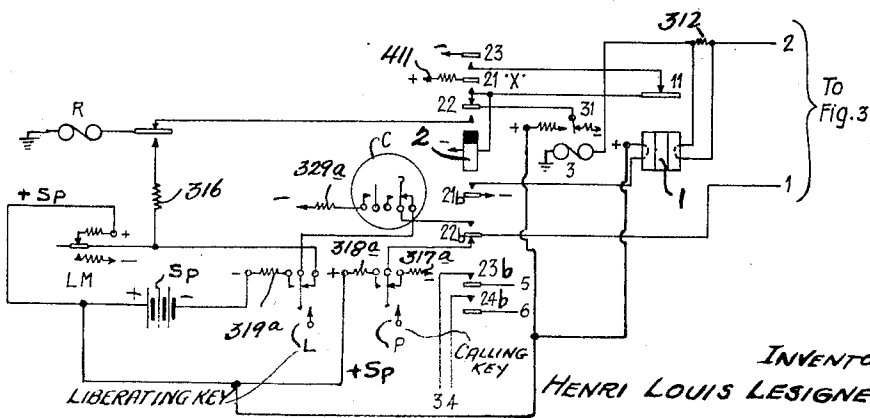 312
2
411
- 23
+ 21 "X"
11
To
Fig. 3
22
31
R
+
-
+
2
-
C
3
1
316
329a
-
21b
-
1
+ Sp
22b
318a
317a
+
-
LM
Sp
+
-
-
+
-
23b
5
319a
24b
6
L
P
CALLING
KEY
+Sp
LIBERATING KEY
3 4
INVENTO
HENRI LOUIS LESIGNE